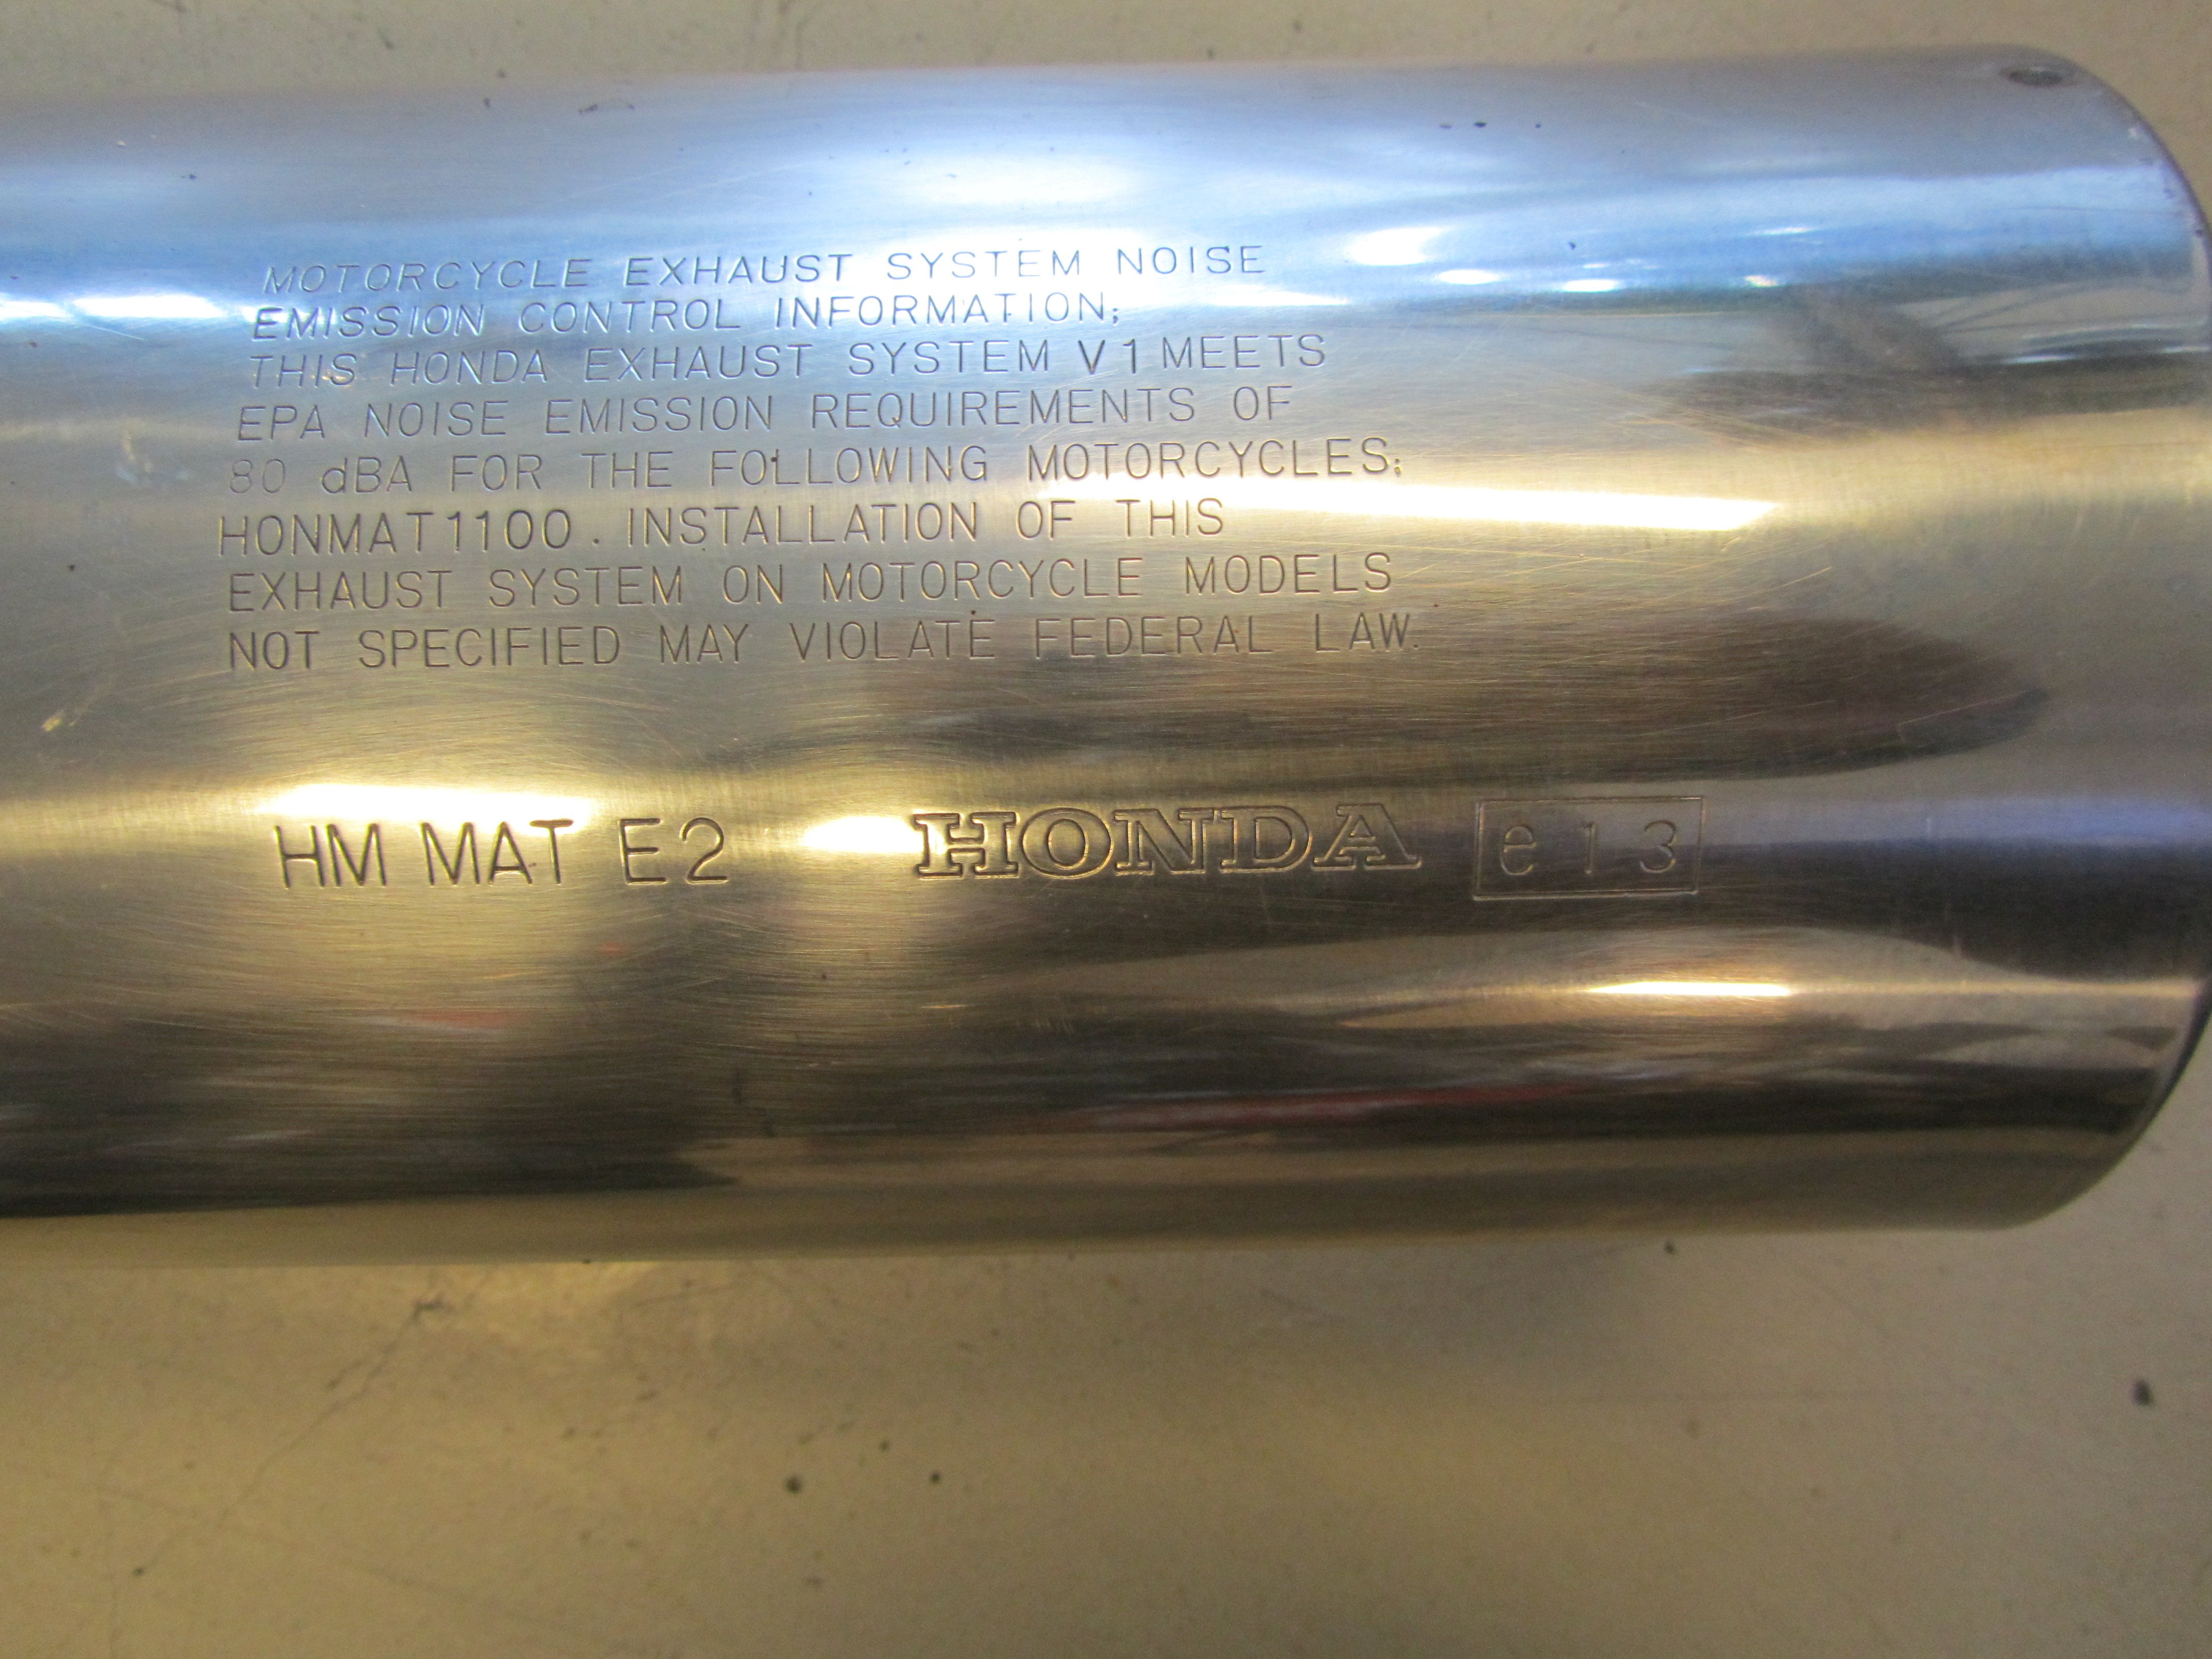 MOTORCYCLE EXHAUST SYSTEM NOISE
EMISSION CONTROL INFORMATION;
THIS HONDA EXHAUST SYSTEM V1 MEETS
EPA NOISE EMISSION REQUIREMENTS OF
80 dBA FOR THE FOLLOWING MOTORCYCLES:
HONMAT1100. INSTALLATION OF THIS
EXHAUST SYSTEM ON MOTORCYCLE MODELS
NOT SPECIFIED MAY VIOLATE FEDERAL LAW.
HM MAT E2 HONDA e13